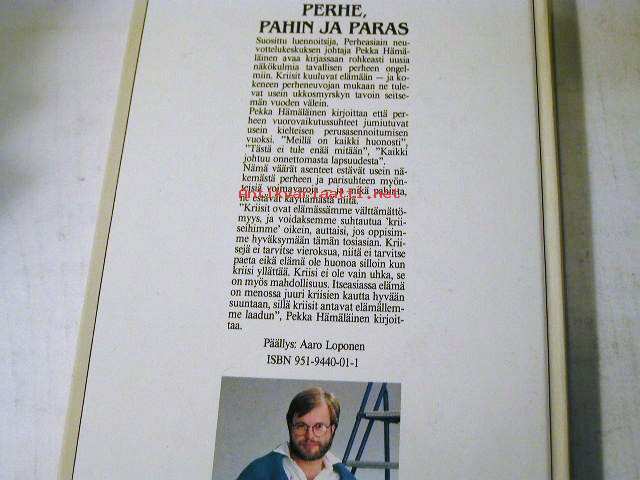 PERHE,
PAHIN JA PARAS
Suosittu luennoitsija, Perheasiain neu-
vottelukeskuksen johtaja Pekka Hämä-
läinen avaa kirjassaan rohkeasti uusia
näkökulmia tavallisen perheen ongel-
miin. Kriisit kuuluvat elämään — ja ko-
keneen perheneuvojan mukaan ne tule-
vat usein ukkosmyrskyn tavoin seitse-
män vuoden välein.
Pekka Hämäläinen kirjoittaa että per-
heen vuorovaikutussuhteet jumiutuvat
usein kielteisen perusasennoitumisen
vuoksi. "Meillä on kaikki huonosti",
"Tästä ei tule enää mitään", "Kaikki
johtuu onnettomasta lapsuudesta".
Nämä väärät asenteet estävät usein nä-
kemästä perheen ja parisuhteen myön-
teisiä voimavaroja — ja mikä pahinta,
antikvariaatti.net
ne estävät käyttämästä niitä.
"Kriisit ovat elämässämme välttämättö-
myys, ja voidaksemme suhtautua 'krii-
seihimme' oikein, auttaisi, jos oppisim-
me hyväksymään tämän tosiasian. Krii-
sejä ei tarvitse vieroksua, niitä ei tarvitse
paeta eikä elämä ole huonoa silloin kun
kriisi yllättää. Kriisi ei ole vain uhka, se
on myös mahdollisuus. Itseasiassa elämä
on menossa juuri kriisien kautta hyvään
suuntaan, sillä kriisit antavat elämällem-
me laadun", Pekka Hämäläinen kirjoit-
taa.
Päällys: Aaro Loponen
ISBN 951-9440-01-1